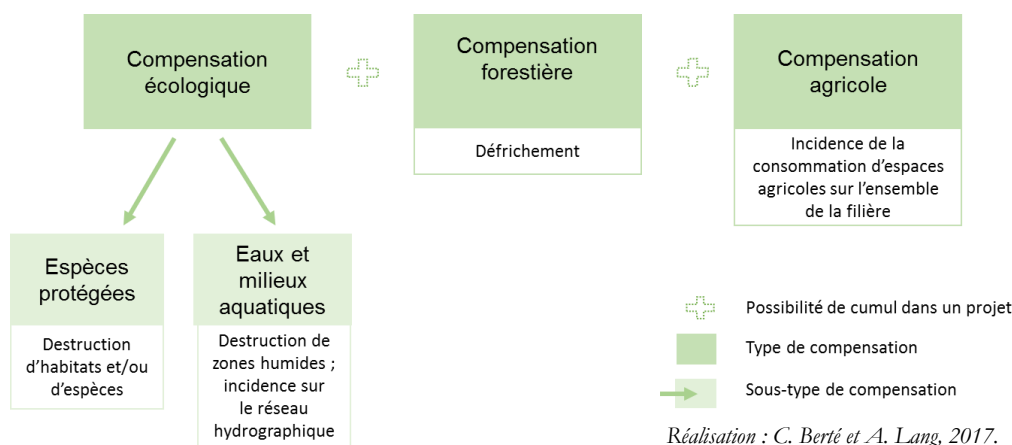 Compensation
écologique
Compensation
forestière
Défrichement
Compensation
agricole
Incidence de la
consommation d'espaces
agricoles sur l'ensemble
de la filière
Espèces
protégées
Destruction
d'habitats et/ou
d'espèces
Eaux et
milieux
aquatiques
Destruction de
zones humides ;
incidence sur
le réseau
hydrographique
Possibilité de cumul dans un projet
Type de compensation
Sous-type de compensation
Réalisation : C. Berté et A. Lang, 2017.